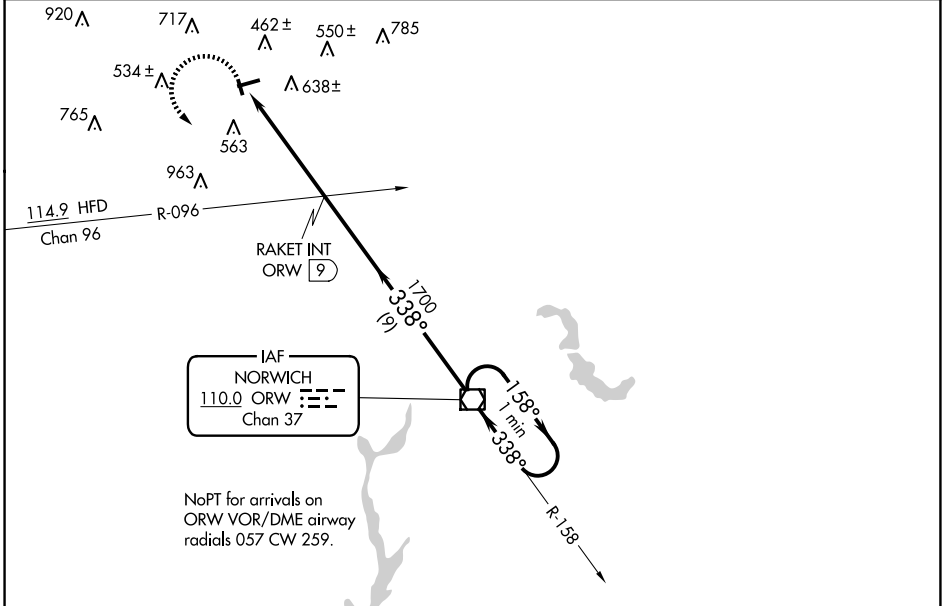 920
717
462 ±
550 ±
785
534 ±
638±
765
563
963
114.9 HFD
Chan 96
R-096
RAKET INT
ORW 9
1700
338°
(9)
IAF
NORWICH
110.0 ORW
Chan 37
158°
1 min
338°
R-158
NoPT for arrivals on
ORW VOR/DME airway
radials 057 CW 259.